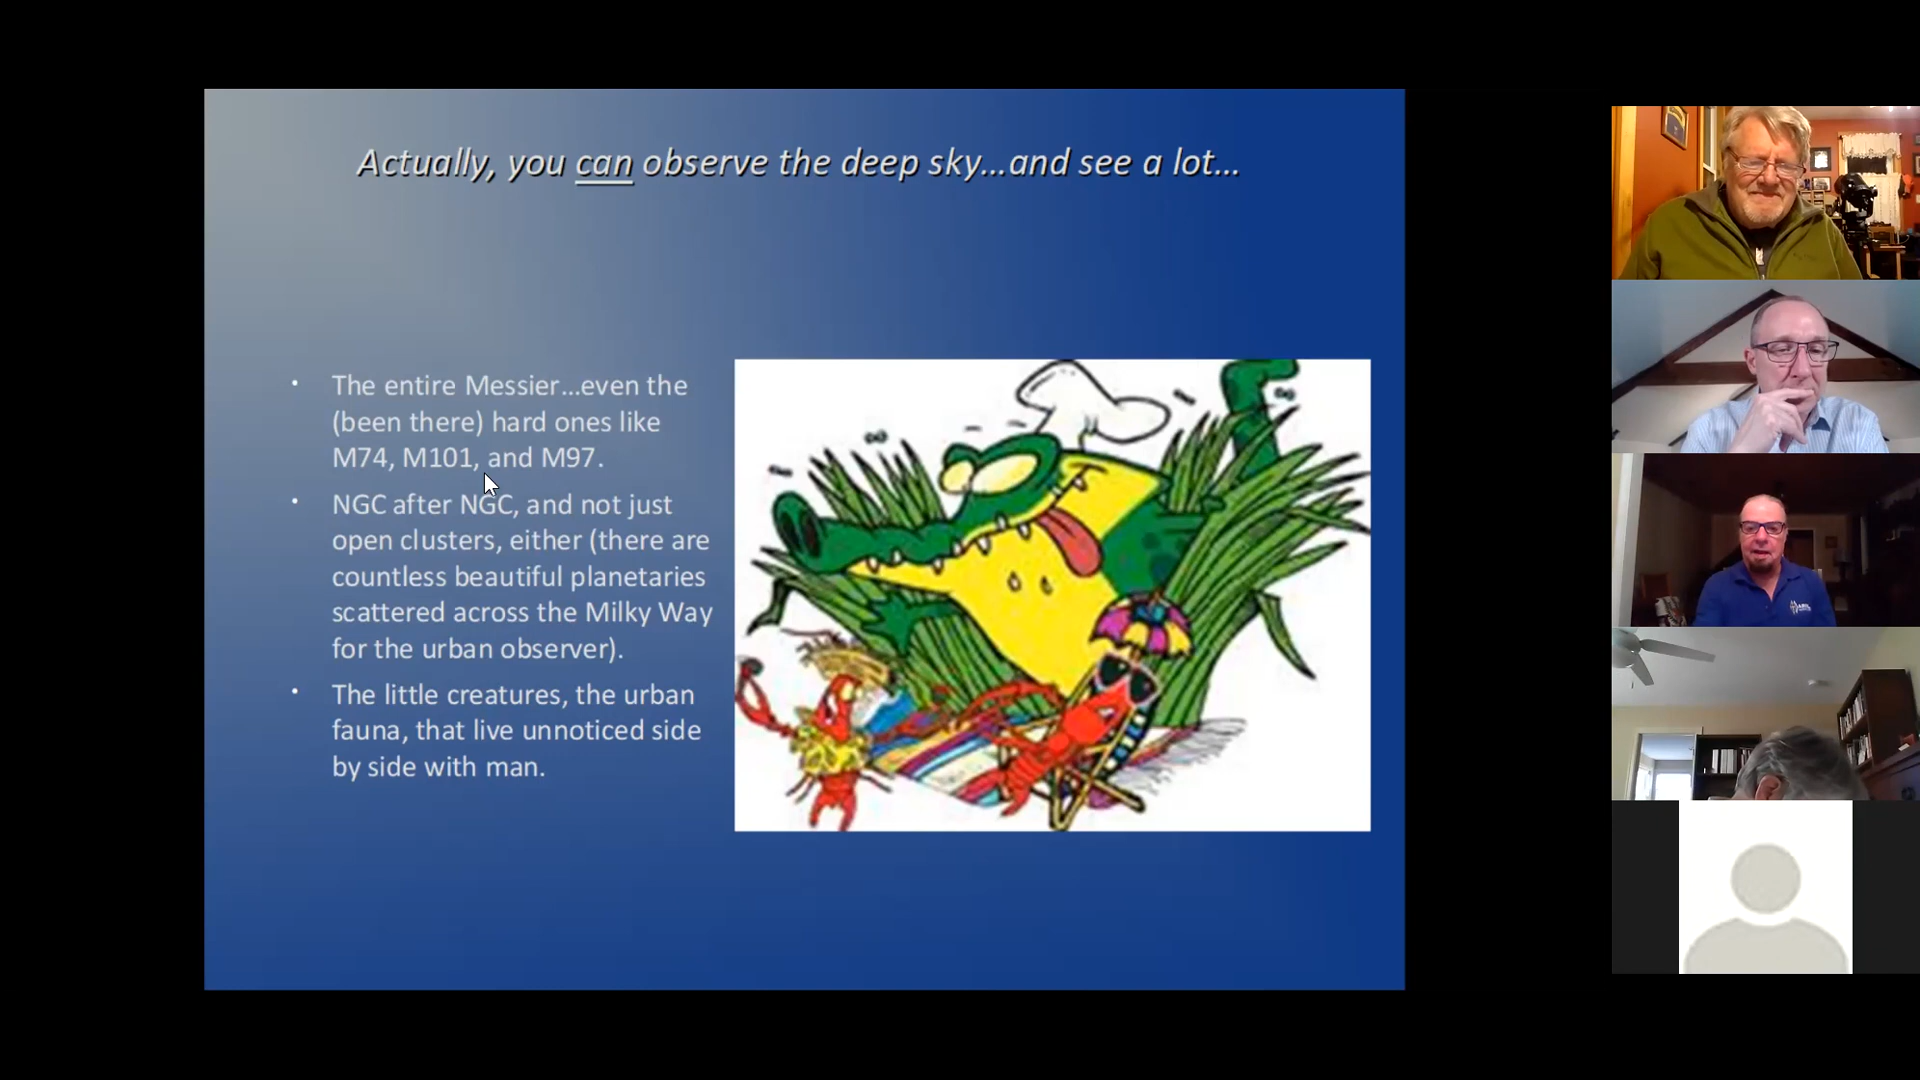 Actually, you can observe the deep sky...and see a lot...
The entire Messier...even the
(been there) hard ones like
M74, M101, and M97.
NGC after NGC, and not just
open clusters, either (there are
countless beautiful planetaries
scattered across the Milky Way
for the urban observer).
The little creatures, the urban
fauna, that live unnoticed side
by side with man.